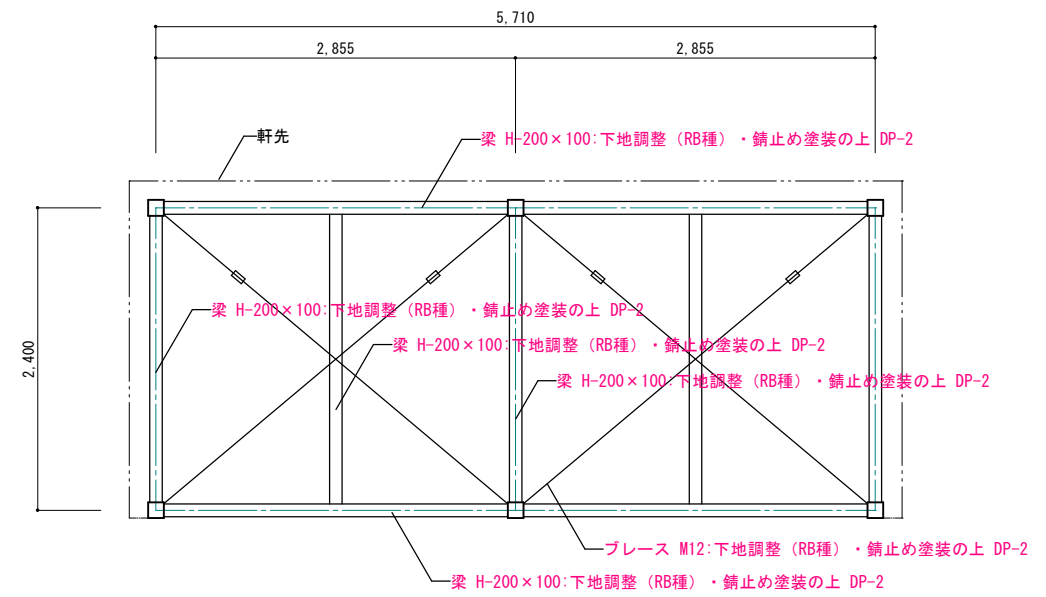 5,710
2,855
2,855
軒先
梁 H-200×100:下地調整（RB種）・錆止め塗装の上 DP-2
梁 H-200×100:下地調整（RB種）・錆止め塗装の上 DP-2
梁 H-200×100:下地調整（RB種）・錆止め塗装の上 DP-2
2,400
梁 H-200×100:下地調整（RB種）・錆止め塗装の上 DP-2
ブレース M12:下地調整（RB種）・錆止め塗装の上 DP-2
梁 H-200×100:下地調整（RB種）・錆止め塗装の上 DP-2